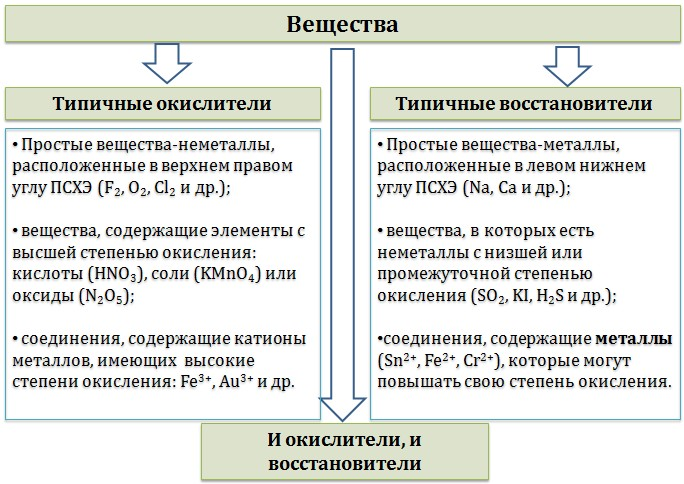 Вещества
Типичные окислители
• Простые вещества-неметаллы,
расположенные в верхнем правом
углу ПСХЭ (F₂, O₂, Cl₂ и др.);
• вещества, содержащие элементы с
высшей степенью окисления:
кислоты (HNO₃), соли (KMnO₄) или
оксиды (N₂O₅);
• соединения, содержащие катионы
металлов, имеющих высокие
степени окисления: Fe³⁺, Au³⁺ и др.
Типичные восстановители
• Простые вещества-металлы,
расположенные в левом нижнем
углу ПСХЭ (Na, Ca и др.);
• вещества, в которых есть
неметаллы с низшей или
промежуточной степенью
окисления (SO₂, KI, H₂S и др.);
•соединения, содержащие металлы
(Sn²⁺, Fe²⁺, Cr²⁺), которые могут
повышать свою степень окисления.
И окислители, и
восстановители